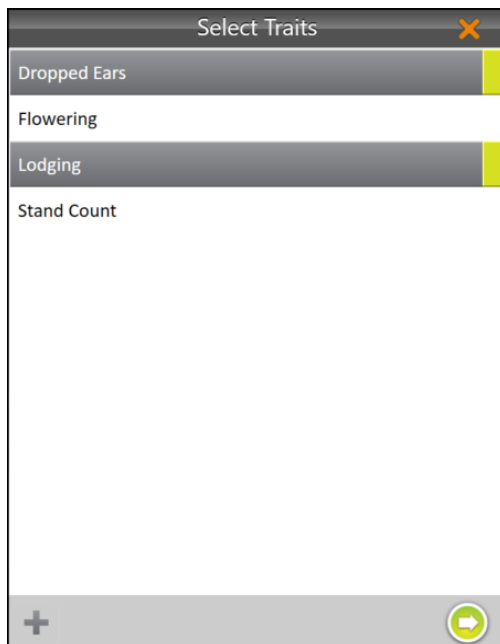 Select Traits
Dropped Ears
Flowering
Lodging
Stand Count